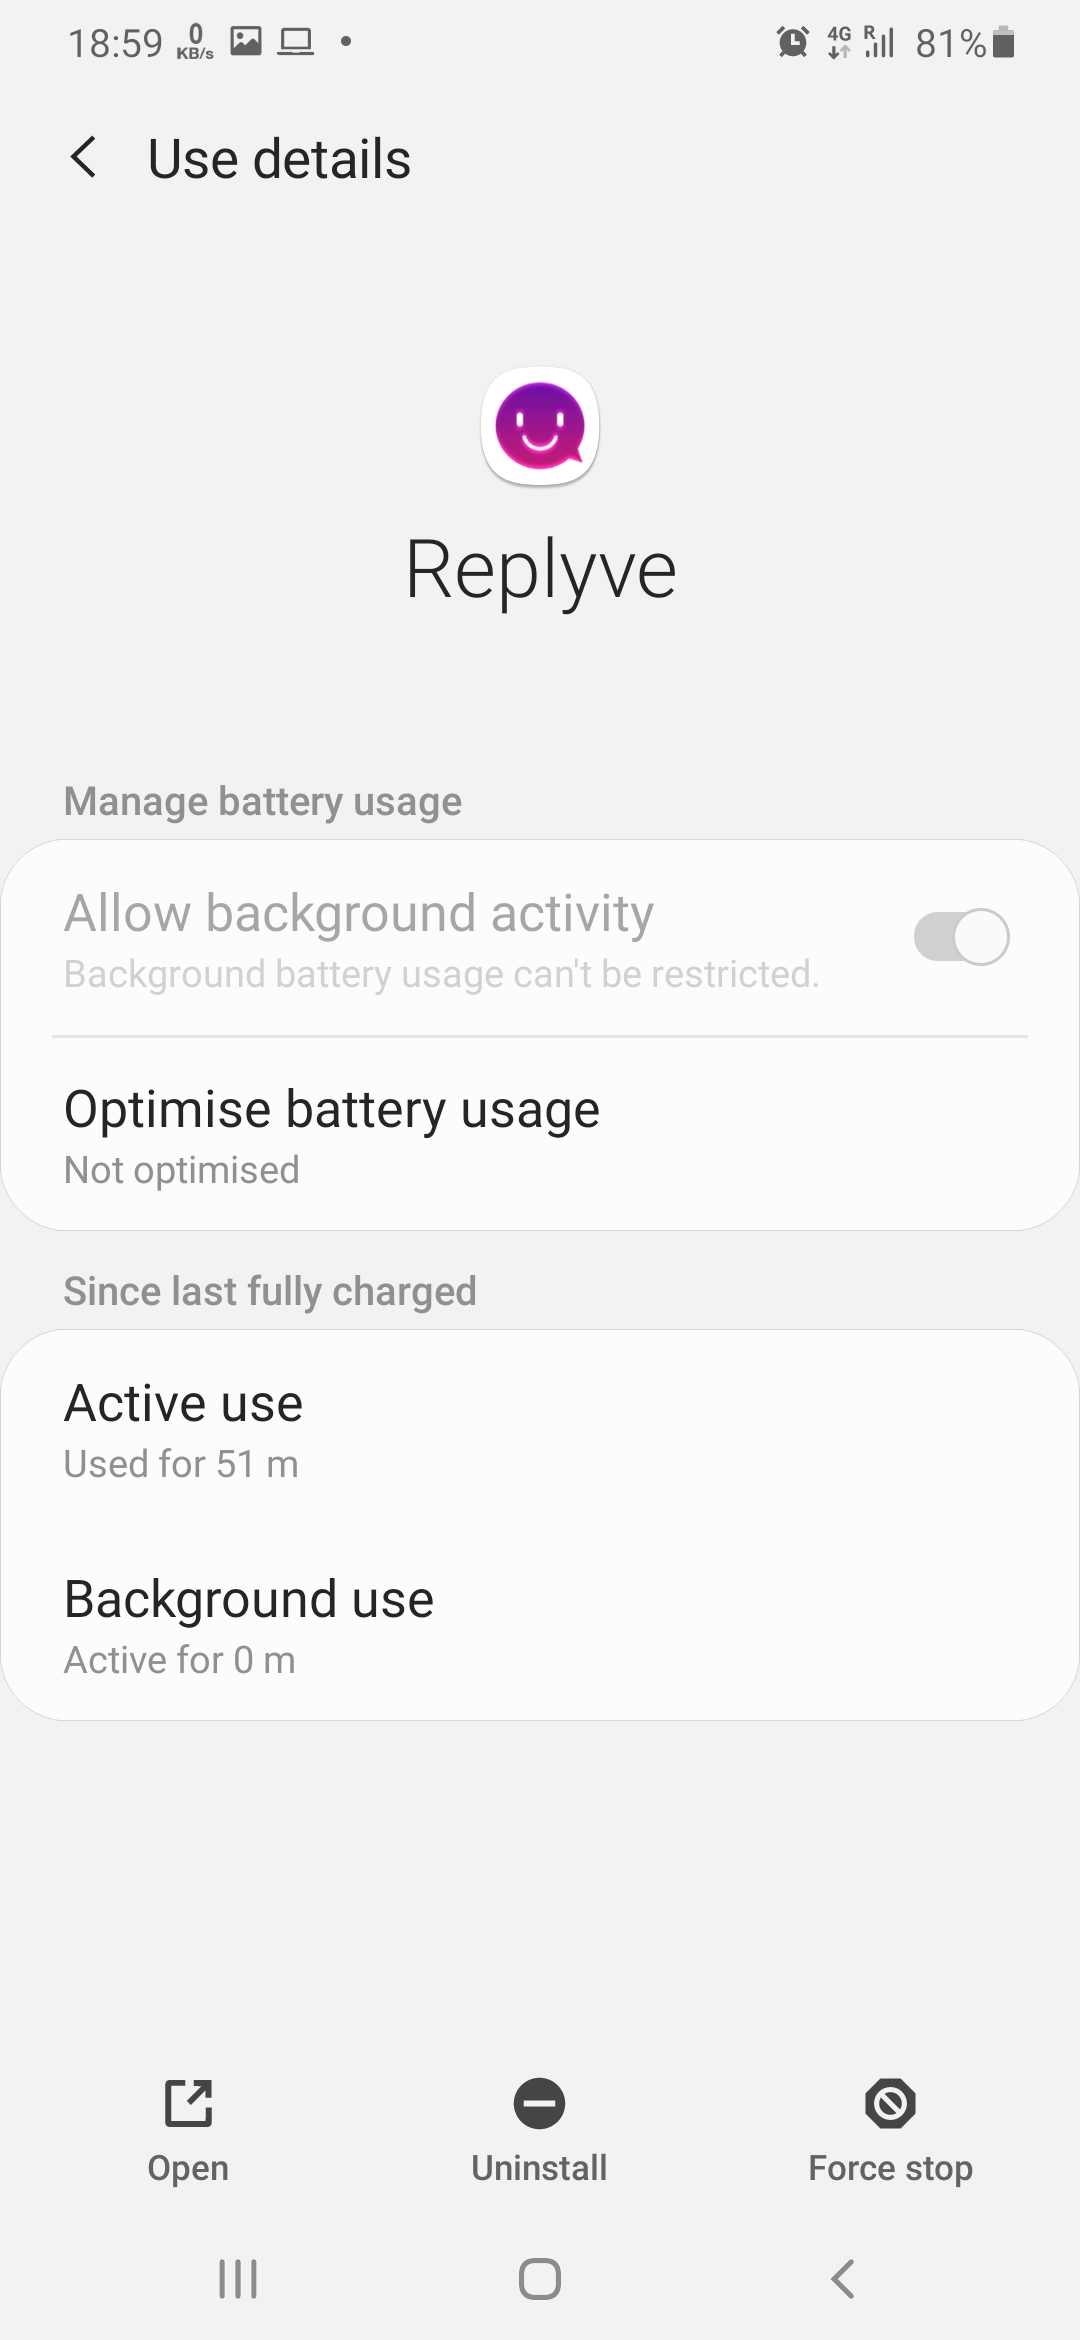 18:59 0 KB/s 4G R 81%
Use details
Replyve
Manage battery usage
Allow background activity
Background battery usage can't be restricted.
Optimise battery usage
Not optimised
Since last fully charged
Active use
Used for 51 m
Background use
Active for 0 m
Open Uninstall Force stop